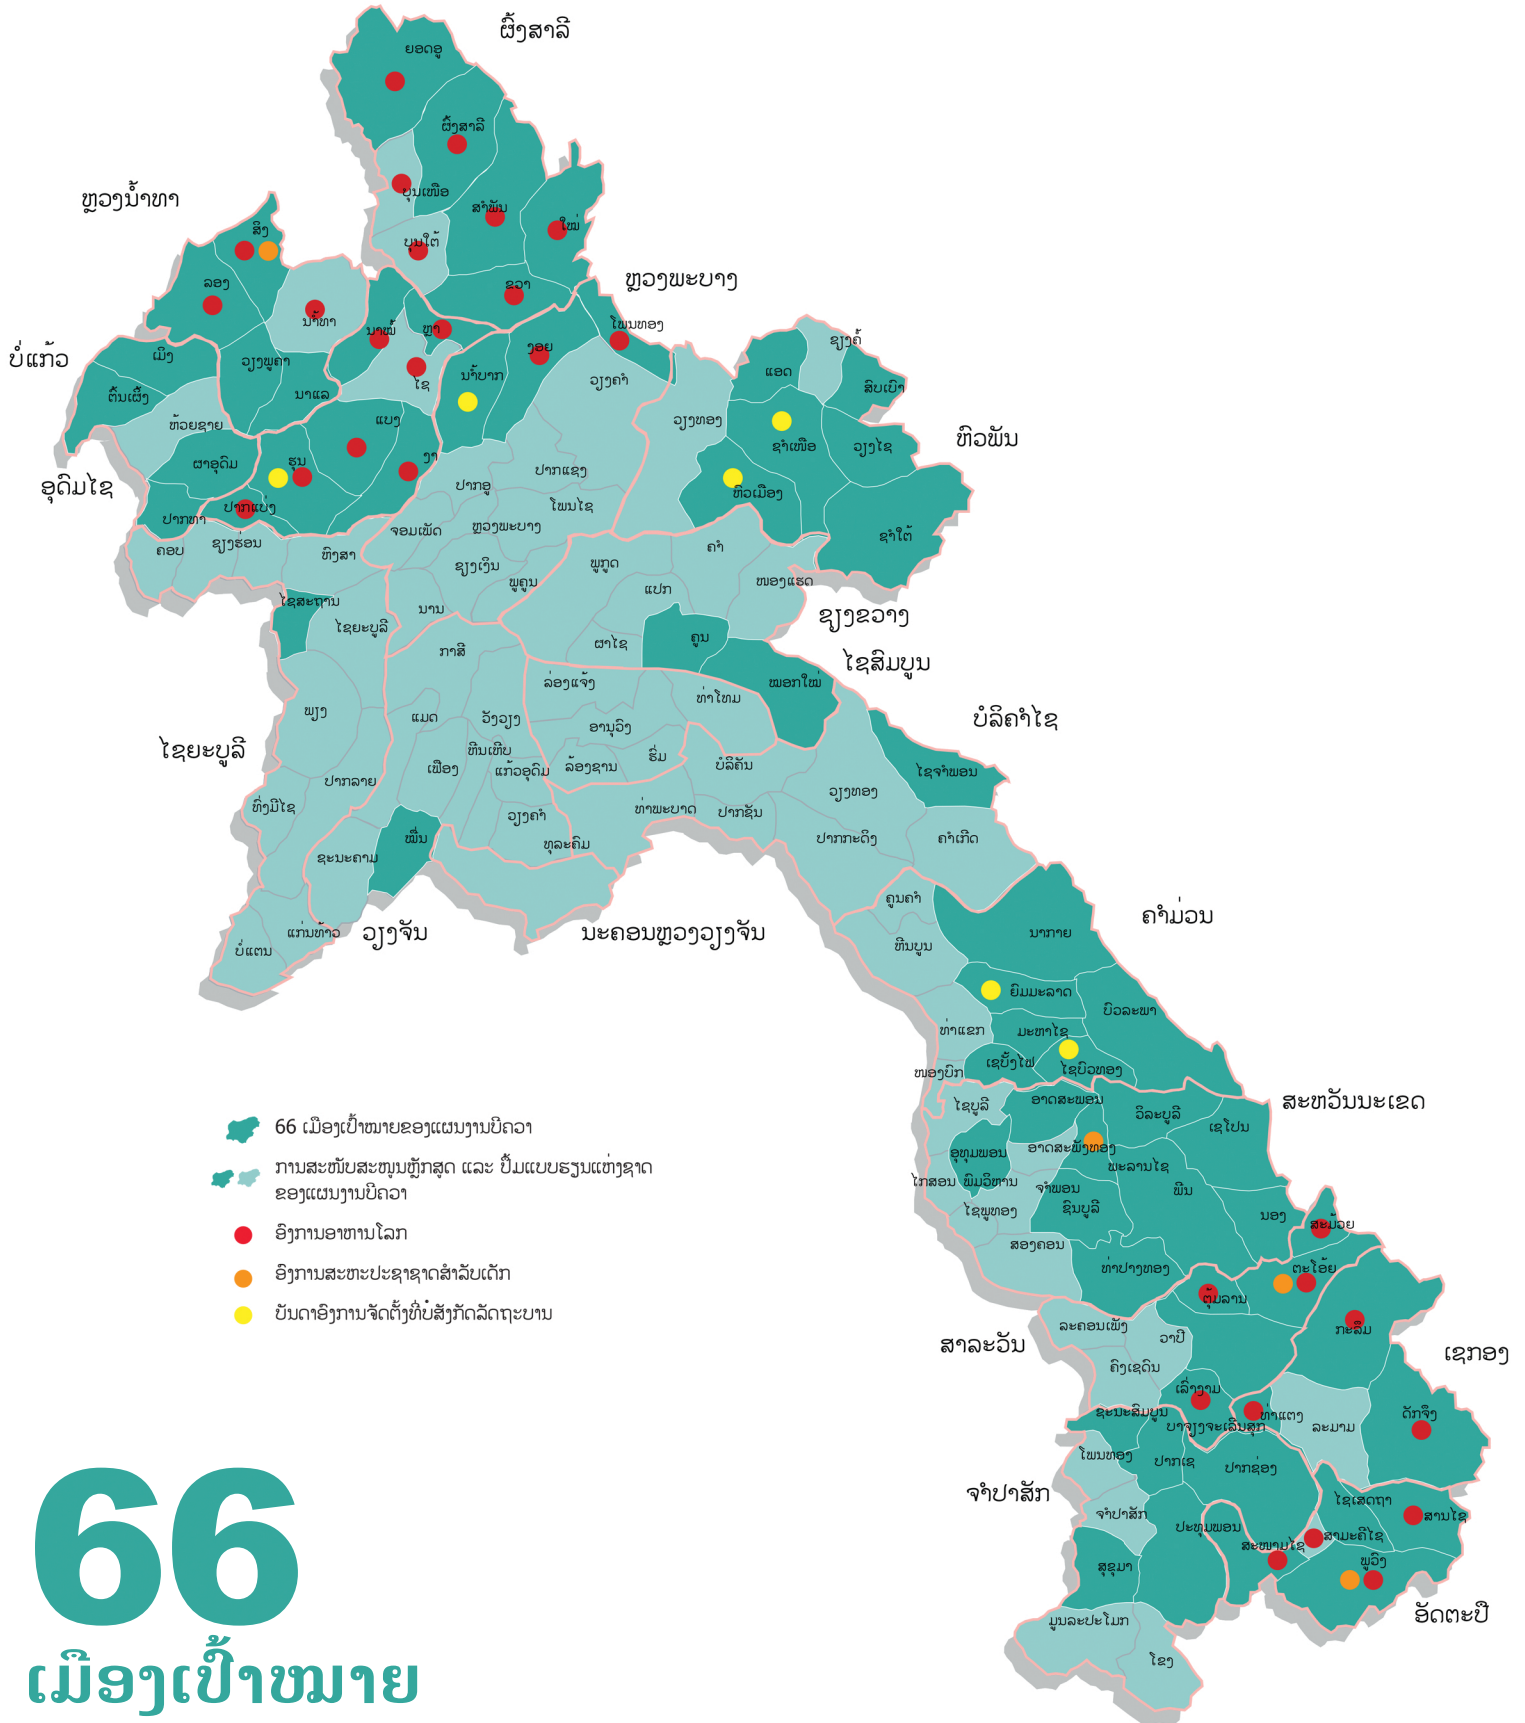 ຜົ້ງສາລີ
ຍອດອູ
ຜົ້ງສາລີ
ບຸນເໜືອ
ສຳພັນ
ໃໝ່
ບຸນໃຕ້
ຂວາ
ຫຼວງນ້ຳທາ
ສິງ
ລອງ
ນ້ຳທາ
ວຽງພູຄາ
ນາແລ
ບໍ່ແກ້ວ
ເມິງ
ຕົ້ນເຜິ້ງ
ຫ້ວຍຊາຍ
ຜາອຸດົມ
ປາກທາ
ອຸດົມໄຊ
ນາໝໍ້
ຫຼາ
ໄຊ
ແບງ
ງາ
ຮຸນ
ປາກແບ່ງ
ຫຼວງພະບາງ
ໂພນທອງ
ງອຍ
ນ້ຳບາກ
ວຽງຄຳ
ປາກແຊງ
ປາກອູ
ໂພນໄຊ
ຫຼວງພະບາງ
ຈອມເພັດ
ຊຽງເງິນ
ພູຄູນ
ນານ
ຫົວພັນ
ຊຽງຄໍ້
ແອດ
ສົບເບົາ
ວຽງທອງ
ຊຳເໜືອ
ວຽງໄຊ
ຫົວເມືອງ
ຊຳໃຕ້
ຊຽງຂວາງ
ຄຳ
ພູກູດ
ໜອງແຮດ
ແປກ
ຜາໄຊ
ຄູນ
ໝອກໃໝ່
ໄຊສົມບູນ
ລ່ອງແຈ້ງ
ທ່າໂທມ
ອານຸວົງ
ຮົ່ມ
ລ້ອງຊານ
ໄຊຍະບູລີ
ຄອບ
ຊຽງຮ່ອນ
ຫົງສາ
ໄຊສະຖານ
ໄຊຍະບູລີ
ພຽງ
ປາກລາຍ
ທົ່ງມີໄຊ
ແກ່ນທ້າວ
ບໍ່ແຕນ
ວຽງຈັນ
ກາສີ
ແມດ
ວັງວຽງ
ຫີນເຫີບ
ເຟືອງ
ແກ້ວອຸດົມ
ວຽງຄຳ
ທຸລະຄົມ
ໝື່ນ
ຊະນະຄາມ
ນະຄອນຫຼວງວຽງຈັນ
ບໍລິຄຳໄຊ
ບໍລິຄັນ
ທ່າພະບາດ
ປາກຊັນ
ວຽງທອງ
ປາກກະດິງ
ໄຊຈຳພອນ
ຄຳເກີດ
ຄຳມ່ວນ
ຄູນຄຳ
ນາກາຍ
ຫີນບູນ
ຍົມມະລາດ
ບົວລະພາ
ທ່າແຂກ
ມະຫາໄຊ
ເຊບັ້ງໄຟ
ໄຊບົວທອງ
ໜອງບົກ
ສະຫວັນນະເຂດ
ໄຊບູລີ
ອາດສະພອນ
ວິລະບູລີ
ເຊໂປນ
ອຸທຸມພອນ
ອາດສະພັງທອງ
ພະລານໄຊ
ພີນ
ໄກສອນ ພົມວິຫານ
ຈຳພອນ
ຊົນບູລີ
ໄຊພູທອງ
ນອງ
ສອງຄອນ
ທ່າປາງທອງ
ສາລະວັນ
ສະມ້ວຍ
ຕະໂອ້ຍ
ຕຸ້ມລານ
ລະຄອນເພັງ
ວາປີ
ຄົງເຊໂດນ
ເລົ່າງາມ
ເຊກອງ
ກະລຶມ
ດັກຈຶງ
ທ່າແຕງ
ລະມາມ
ຈຳປາສັກ
ຊະນະສົມບູນ
ບາຈຽງຈະເລີນສຸກ
ໂພນທອງ
ປາກເຊ
ປາກຊ່ອງ
ຈຳປາສັກ
ປະທຸມພອນ
ສຸຂຸມາ
ມູນລະປະໂມກ
ໂຂງ
ອັດຕະປື
ໄຊເສດຖາ
ສານໄຊ
ສາມະຄີໄຊ
ສະໜາມໄຊ
ພູວົງ
66 ເມືອງເປົ້າໝາຍຂອງແຜນງານບີຄວາ
ການສະໜັບສະໜູນຫຼັກສູດ ແລະ ປຶ້ມແບບຮຽນແຫ່ງຊາດ
ຂອງແຜນງານບີຄວາ
ອົງການອາຫານໂລກ
ອົງການສະຫະປະຊາຊາດສຳລັບເດັກ
ບັນດາອົງການຈັດຕັ້ງທີ່ບໍ່ສັງກັດລັດຖະບານ
66
ເມືອງເປົ້າໝາຍ